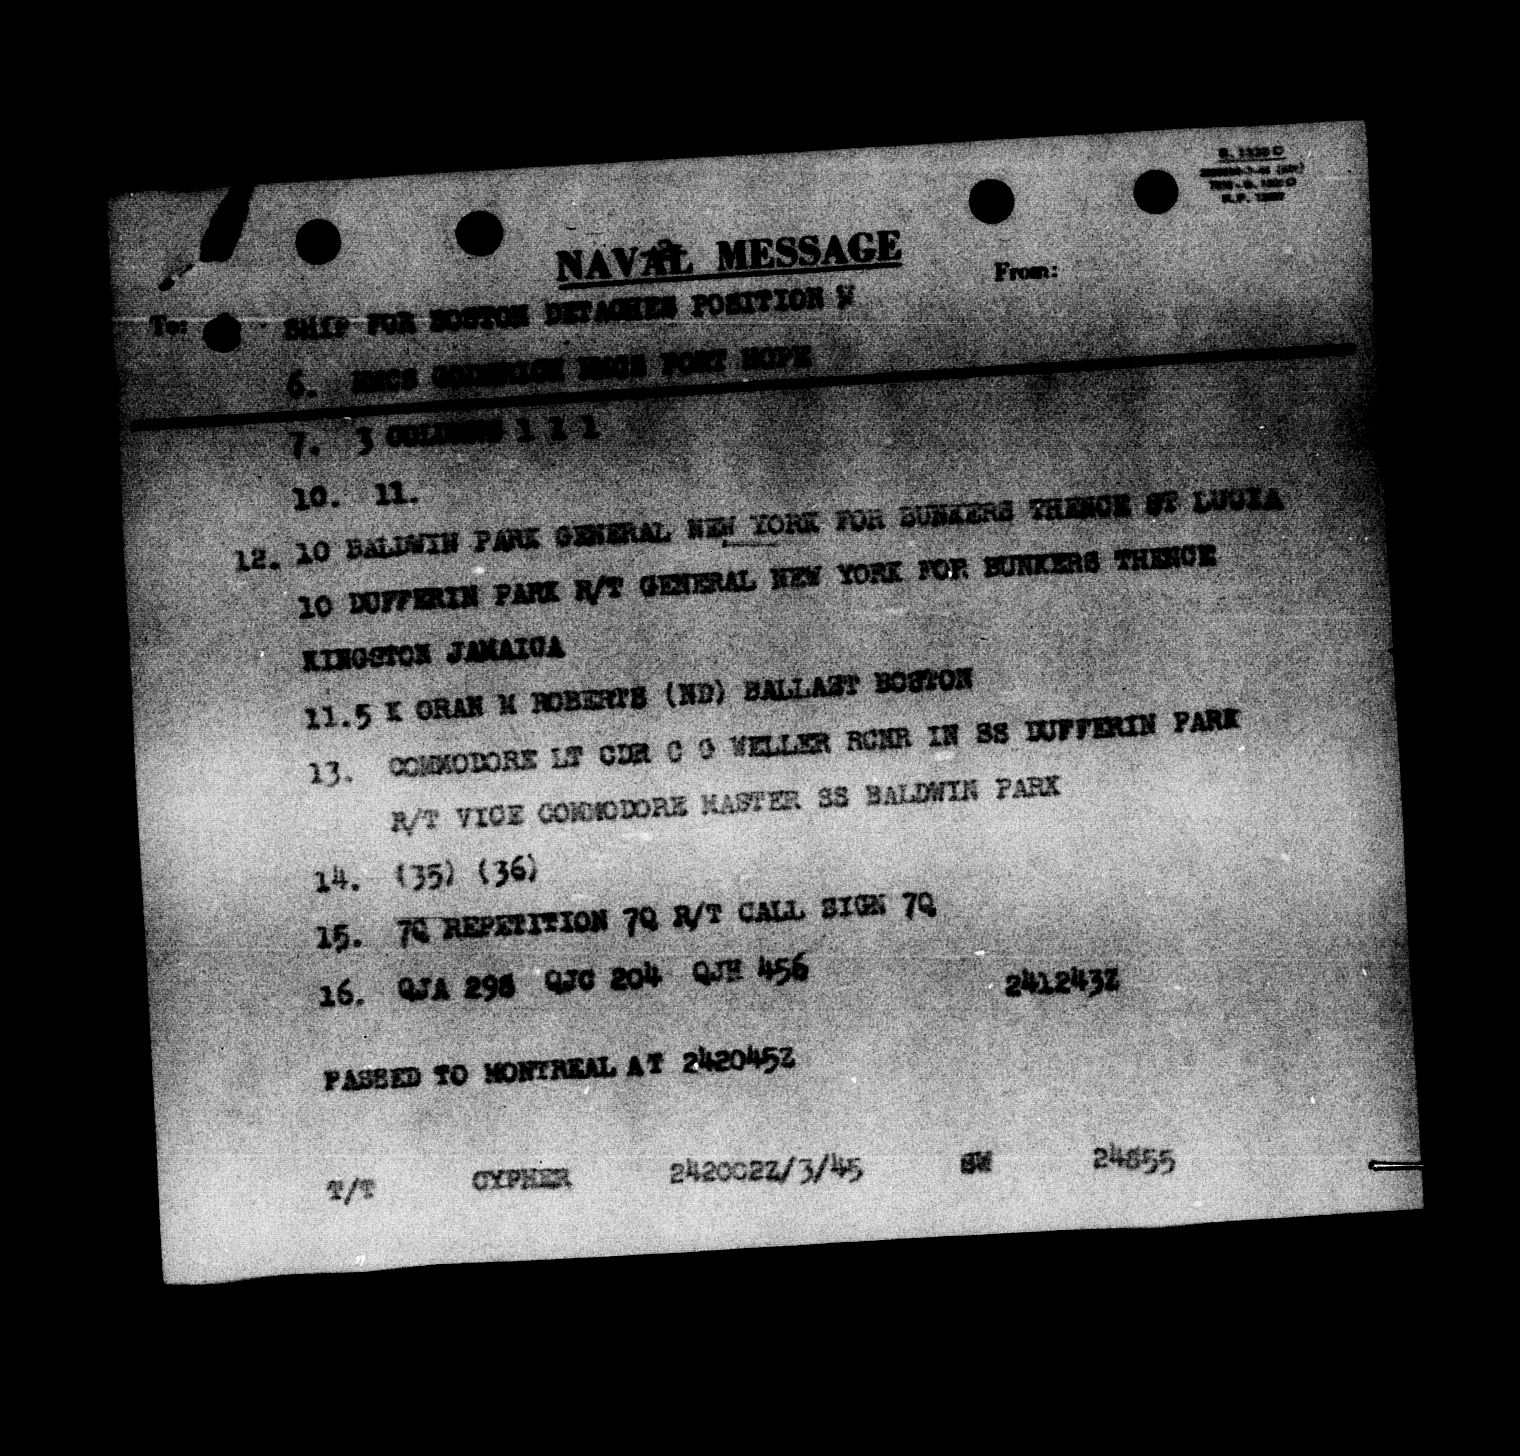 NAVAL MESSAGE
From:
To:
SHIP FOR BOSTON DETACHES POSITION W
6. HMCS GODERICH HMCS PORT HOPE
7. 3 COLUMNS 1 1 1
10. 11.
12. 10 BALDWIN PARK GENERAL NEW YORK FOR BUNKERS THENCE ST LUCIA
10 DUFFERIN PARK R/T GENERAL NEW YORK FOR BUNKERS THENCE
KINGSTON JAMAICA
11.5 K ORAN M ROBERTS (ND) BALLAST BOSTON
13. COMMODORE LT CDR C G WELLER RCNR IN SS DUFFERIN PARK
R/T VICE COMMODORE MASTER SS BALDWIN PARK
14. (35) (36)
15. 7Q REPETITION 7Q R/T CALL SIGN 7Q
16. QJA 298 QJC 204 QJH 456 241243Z
PASSED TO MONTREAL AT 242045Z
T/T CYPHER 242002Z/3/45 SW 24855